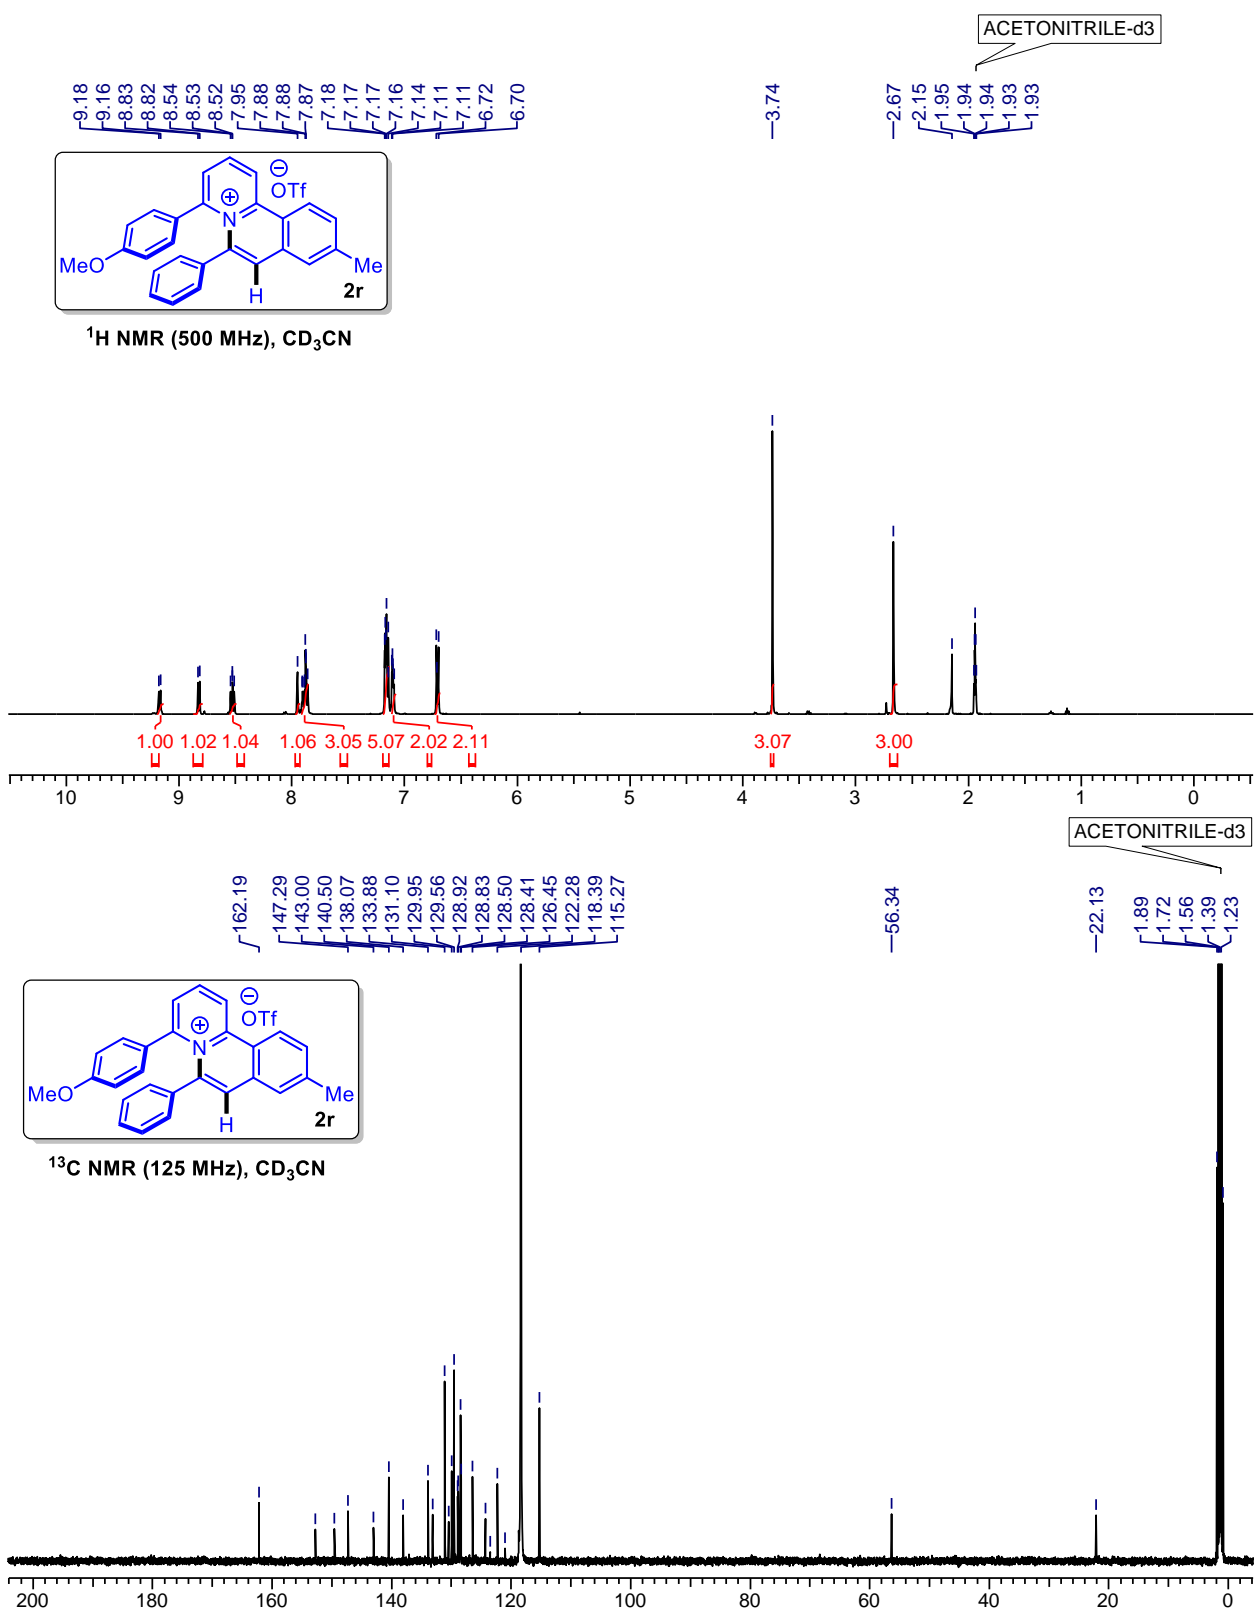 ACETONITRILE-d3
9.18
9.16
8.83
8.82
8.54
8.53
8.52
7.95
7.88
7.88
7.87
7.18
7.17
7.17
7.16
7.14
7.11
7.11
6.72
6.70
3.74
2.67
2.15
1.95
1.94
1.94
1.93
1.93
⊖
OTf
⊕
N
MeO
Me
H
2r
¹H NMR (500 MHz), CD₃CN
1.00 1.02 1.04 1.06 3.05 5.07 2.02 2.11 3.07 3.00
10 9 8 7 6 5 4 3 2 1 0
ACETONITRILE-d3
162.19
147.29
143.00
140.50
138.07
133.88
131.10
129.95
129.56
128.92
128.83
128.50
128.41
126.45
122.28
118.39
115.27
56.34
22.13
1.89
1.72
1.56
1.39
1.23
⊖
OTf
⊕
N
MeO
Me
H
2r
¹³C NMR (125 MHz), CD₃CN
200 180 160 140 120 100 80 60 40 20 0